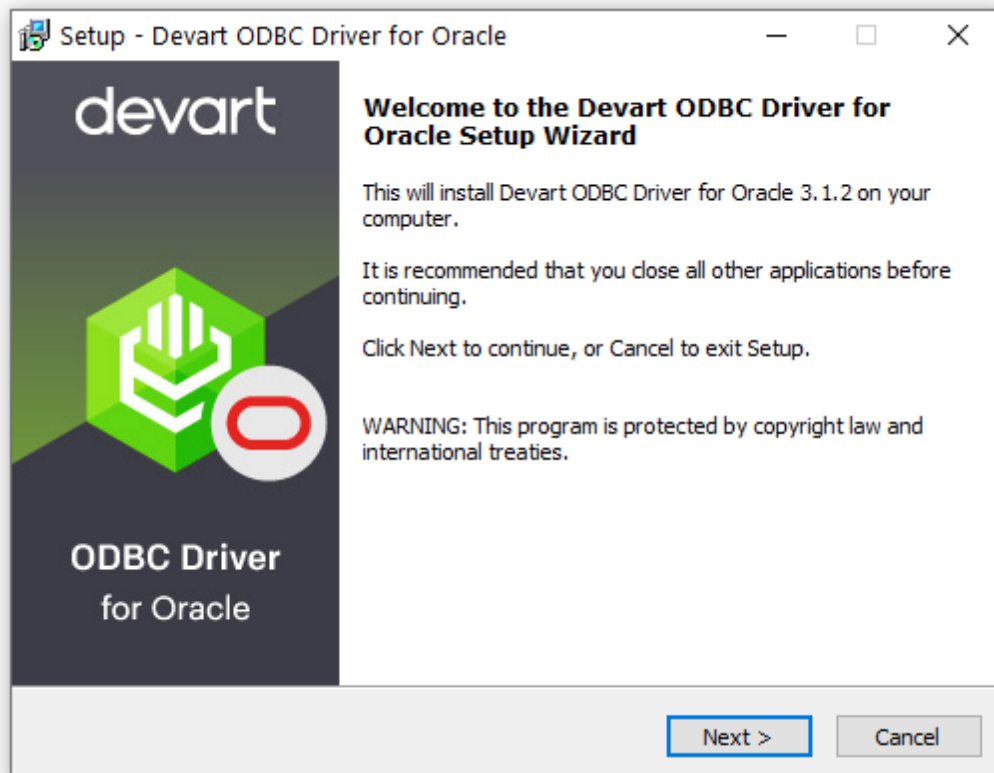 Setup - Devart ODBC Driver for Oracle
devart
Welcome to the Devart ODBC Driver for
Oracle Setup Wizard
This will install Devart ODBC Driver for Oracle 3.1.2 on your
computer.
It is recommended that you close all other applications before
continuing.
Click Next to continue, or Cancel to exit Setup.
WARNING: This program is protected by copyright law and
international treaties.
ODBC Driver
for Oracle
Next >
Cancel